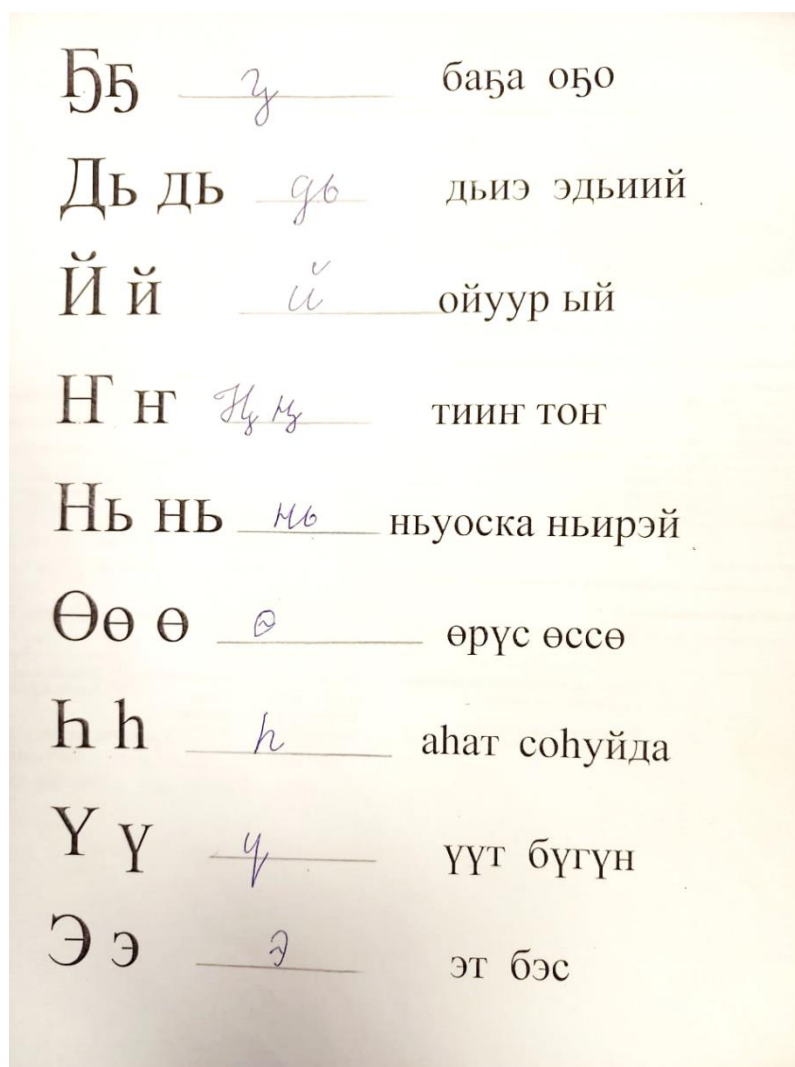 Ҕҕ ҕ баҕа оҕо
Дь дь дь дьиэ эдьиий
Й й й ойуур ый
Ҥ ҥ Ҥ ҥ тииҥ тоҥ
Нь нь нь ньуоска ньирэй
Өө ө ө өрүс өссө
Һ һ һ аһат соһуйда
Ү ү ү үүт бүгүн
Э э э эт бэс